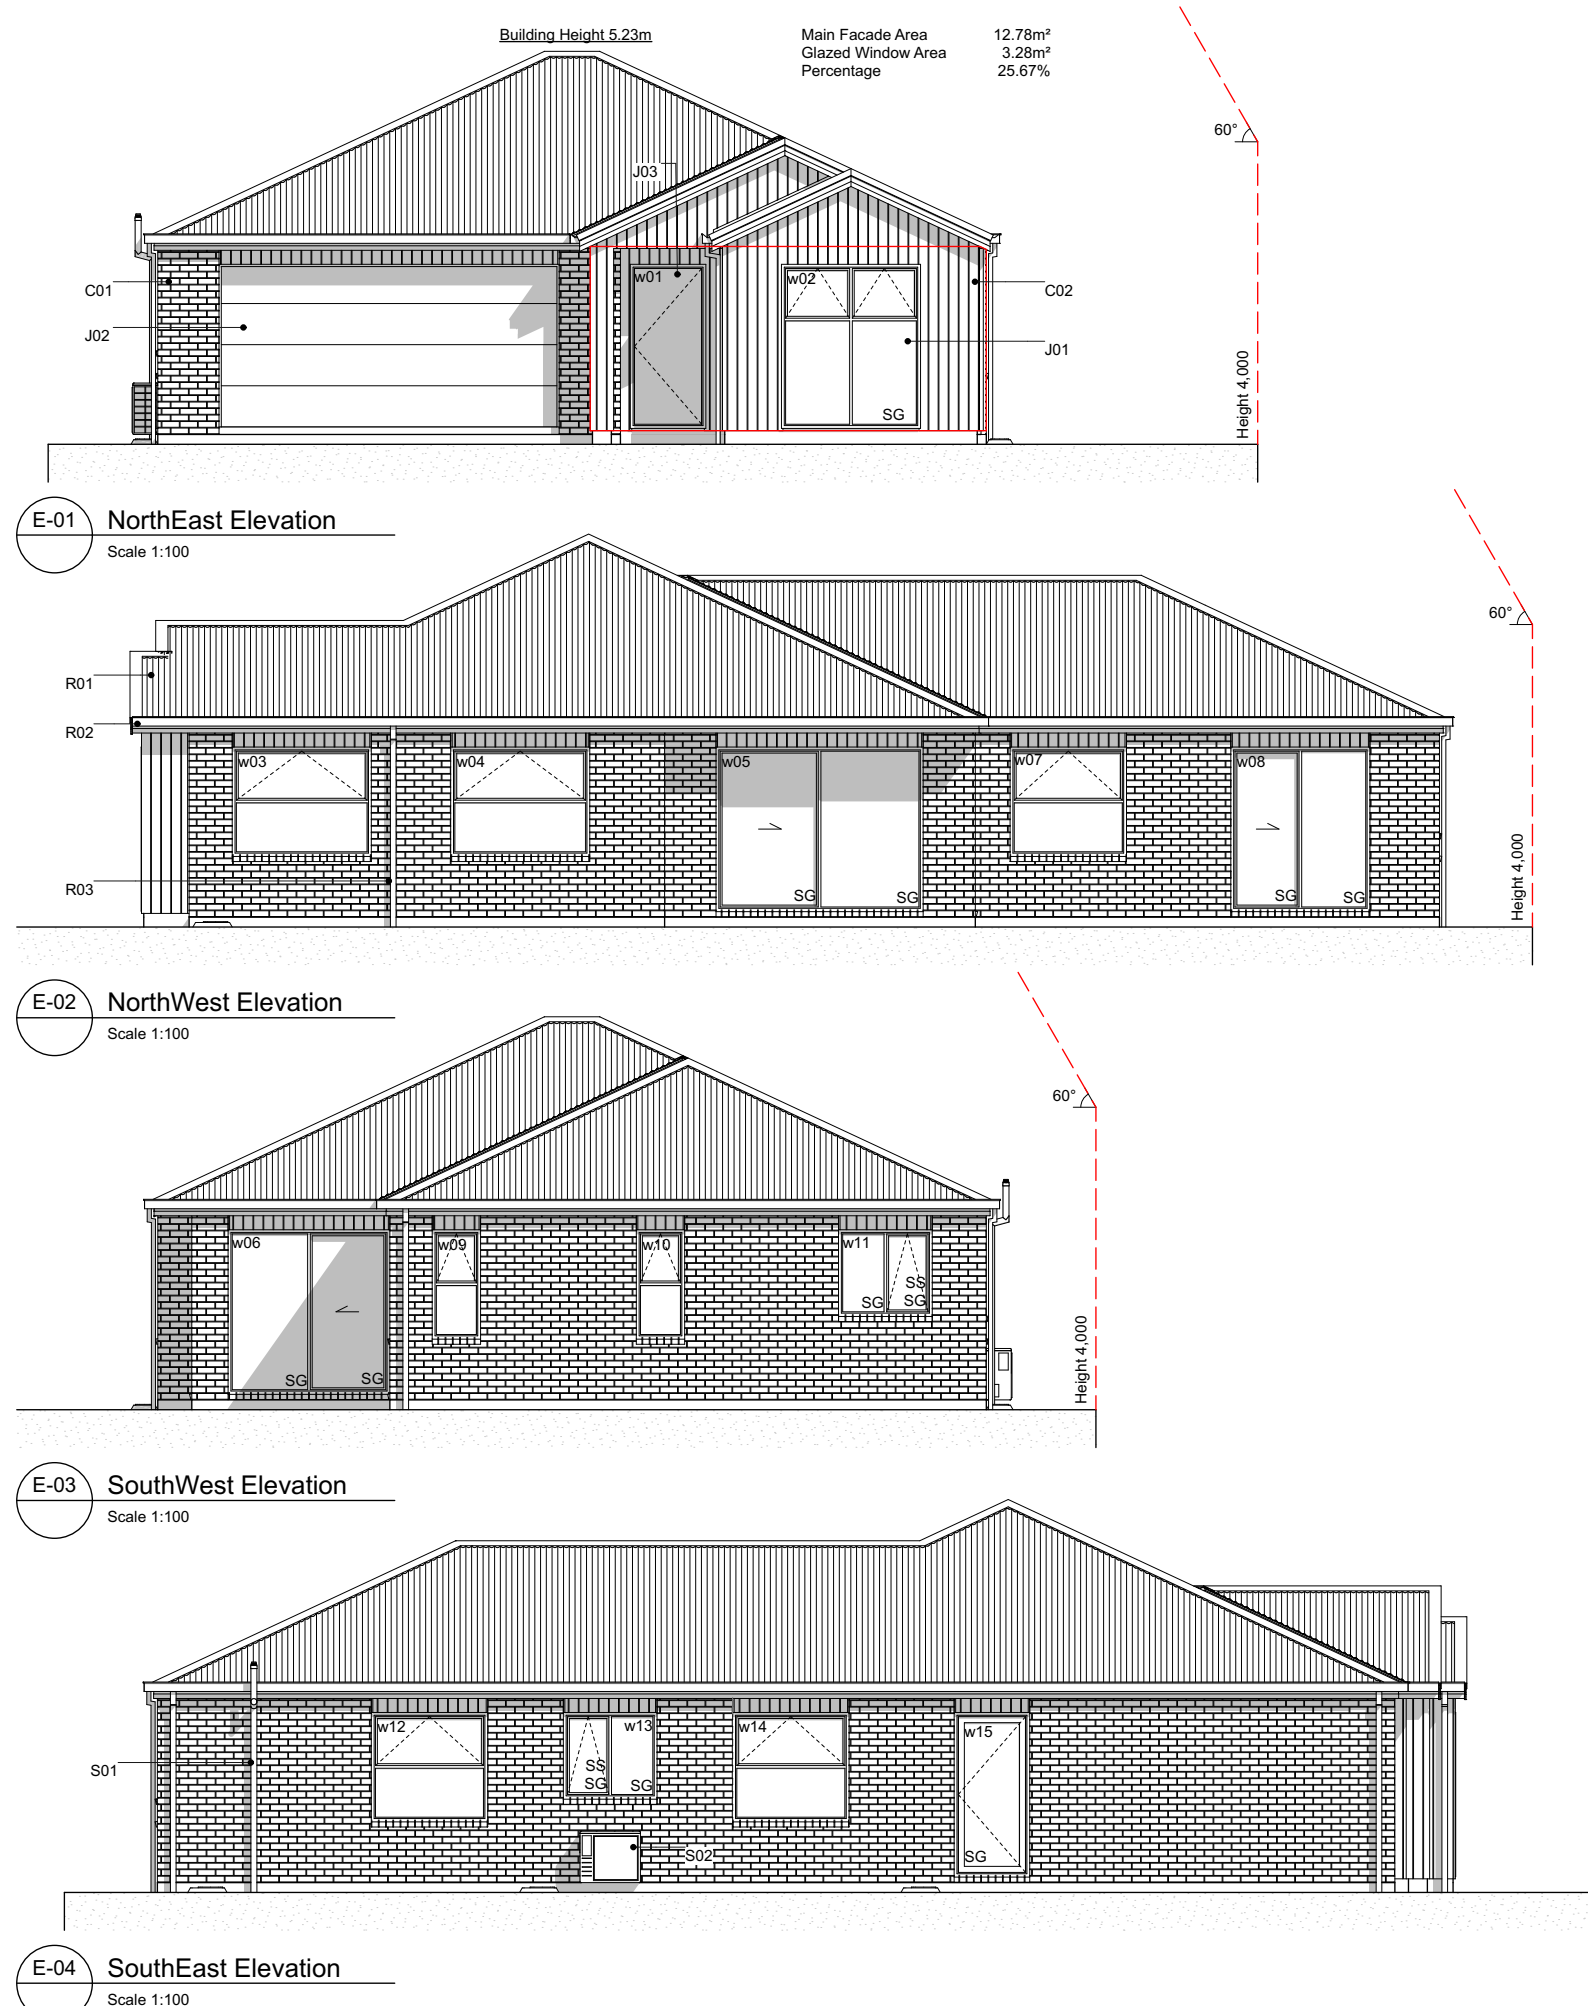 Building Height 5.23m
Main Facade Area 12.78m²
Glazed Window Area 3.28m²
Percentage 25.67%
60°
J03
w01
w02
C01
C02
J02
J01
SG
Height 4,000
E-01 NorthEast Elevation
Scale 1:100
60°
R01
R02
w03
w04
w05
w07
w08
R03
SG
SG
SG
SG
Height 4,000
E-02 NorthWest Elevation
Scale 1:100
60°
w06
w09
w10
w11
SS
SG
SG
SG
SG
Height 4,000
E-03 SouthWest Elevation
Scale 1:100
w12
w13
w14
w15
S01
SS
SG
SG
S02
SG
E-04 SouthEast Elevation
Scale 1:100